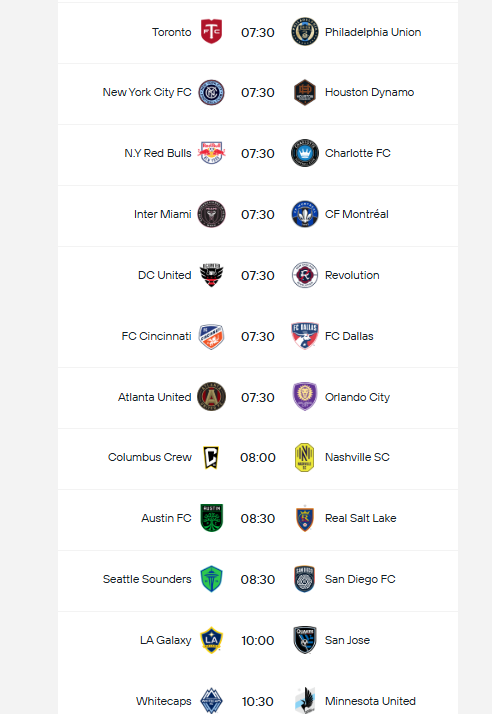 Toronto 07:30 Philadelphia Union
New York City FC 07:30 Houston Dynamo
N.Y Red Bulls 07:30 Charlotte FC
Inter Miami 07:30 CF Montréal
DC United 07:30 Revolution
FC Cincinnati 07:30 FC Dallas
Atlanta United 07:30 Orlando City
Columbus Crew 08:00 Nashville SC
Austin FC 08:30 Real Salt Lake
Seattle Sounders 08:30 San Diego FC
LA Galaxy 10:00 San Jose
Whitecaps 10:30 Minnesota United